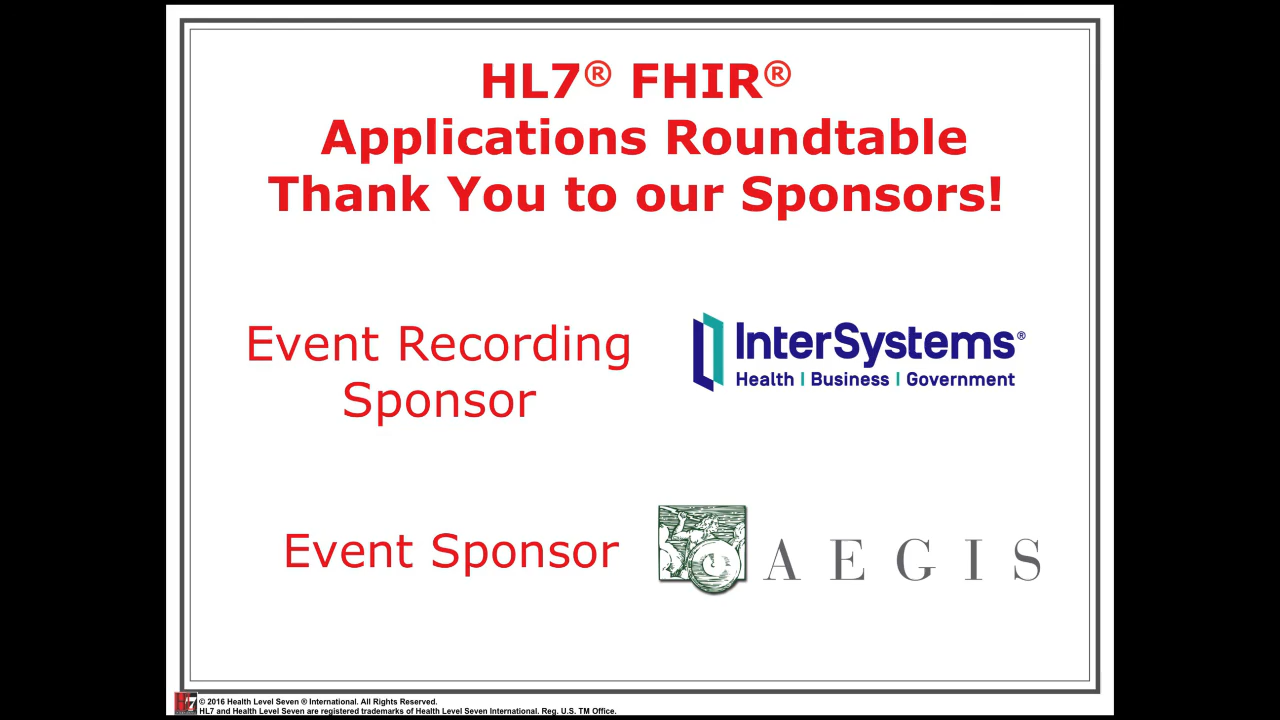 HL7® FHIR®
Applications Roundtable
Thank You to our Sponsors!
Event Recording
Sponsor
InterSystems®
Health | Business | Government
Event Sponsor
AEGIS
HL7
© 2016 Health Level Seven ® International. All Rights Reserved.
HL7 and Health Level Seven are registered trademarks of Health Level Seven International. Reg. U.S. TM Office.